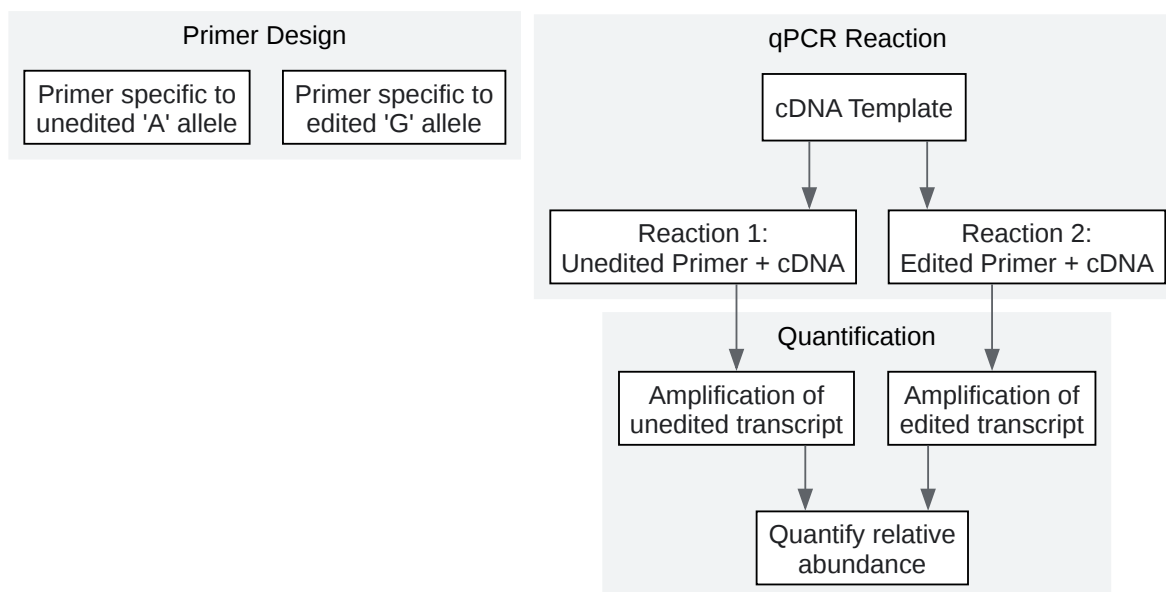 Primer Design
Primer specific to
unedited 'A' allele
Primer specific to
edited 'G' allele
qPCR Reaction
cDNA Template
Reaction 1:
Unedited Primer + cDNA
Reaction 2:
Edited Primer + cDNA
Quantification
Amplification of
unedited transcript
Amplification of
edited transcript
Quantify relative
abundance